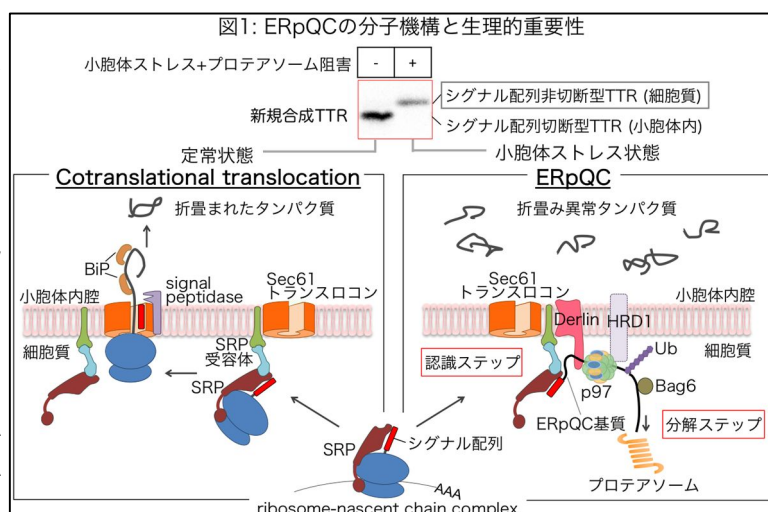 図1: ERpQCの分子機構と生理的重要性
小胞体ストレス+プロテアソーム阻害
-
+
新規合成TTR
シグナル配列非切断型TTR (細胞質)
シグナル配列切断型TTR (小胞体内)
定常状態
小胞体ストレス状態
Cotranslational translocation
折畳まれたタンパク質
BiP
signal
peptidase
Sec61
トランスロコン
小胞体内腔
細胞質
SRP
受容体
SRP
ERpQC
折畳み異常タンパク質
Sec61
トランスロコン
Derlin
HRD1
小胞体内腔
細胞質
認識ステップ
Ub
p97
Bag6
ERpQC基質
分解ステップ
プロテアソーム
SRP
シグナル配列
AAA
ribosome-nascent chain complex